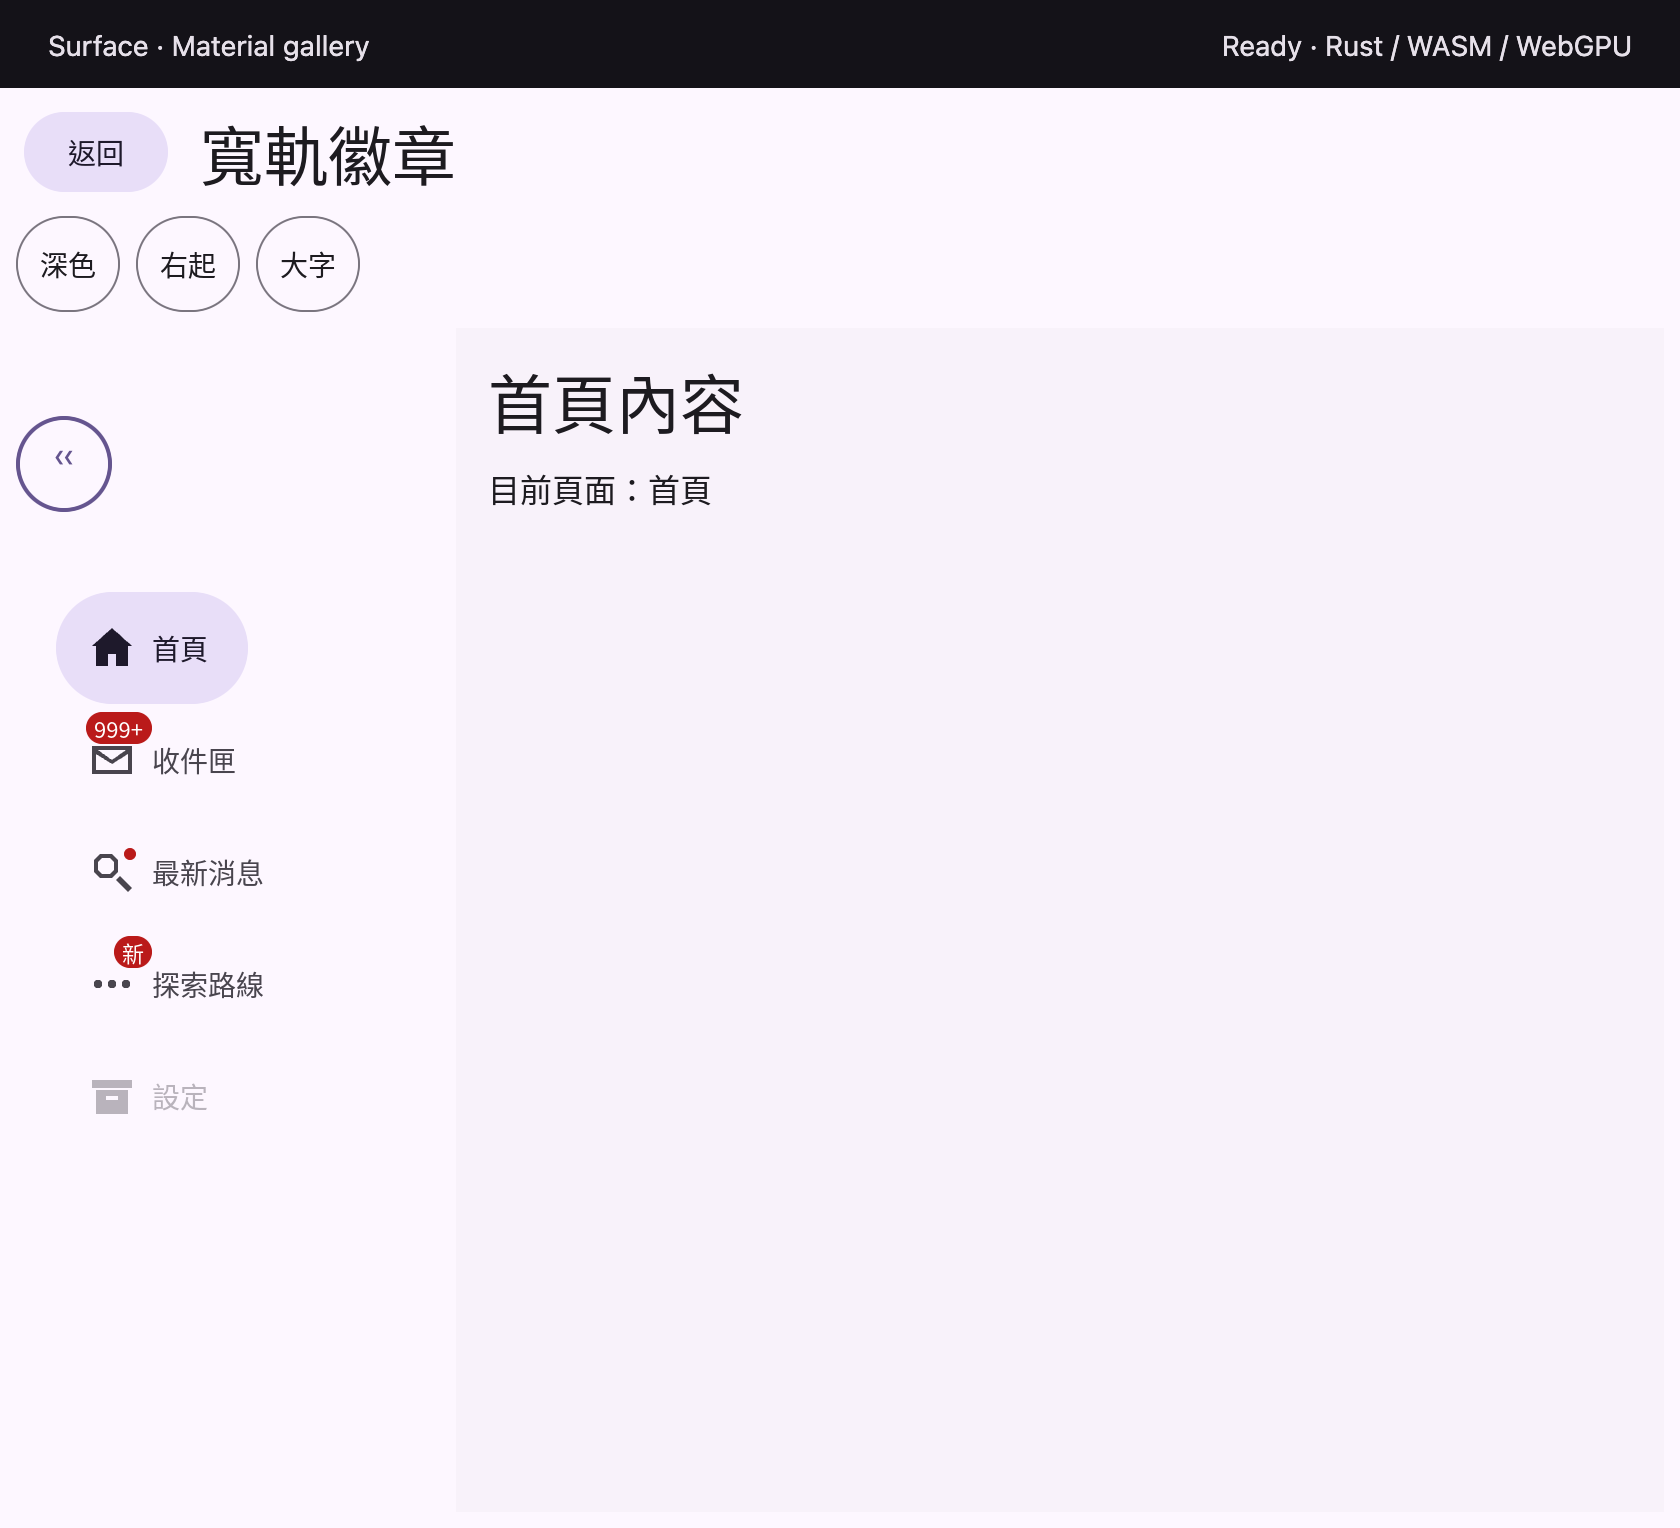 Surface · Material gallery
Ready · Rust / WASM / WebGPU
返回
寬軌徽章
深色
右起
大字
首頁內容
目前頁面：首頁
«
首頁
999+
收件匣
最新消息
新
探索路線
設定